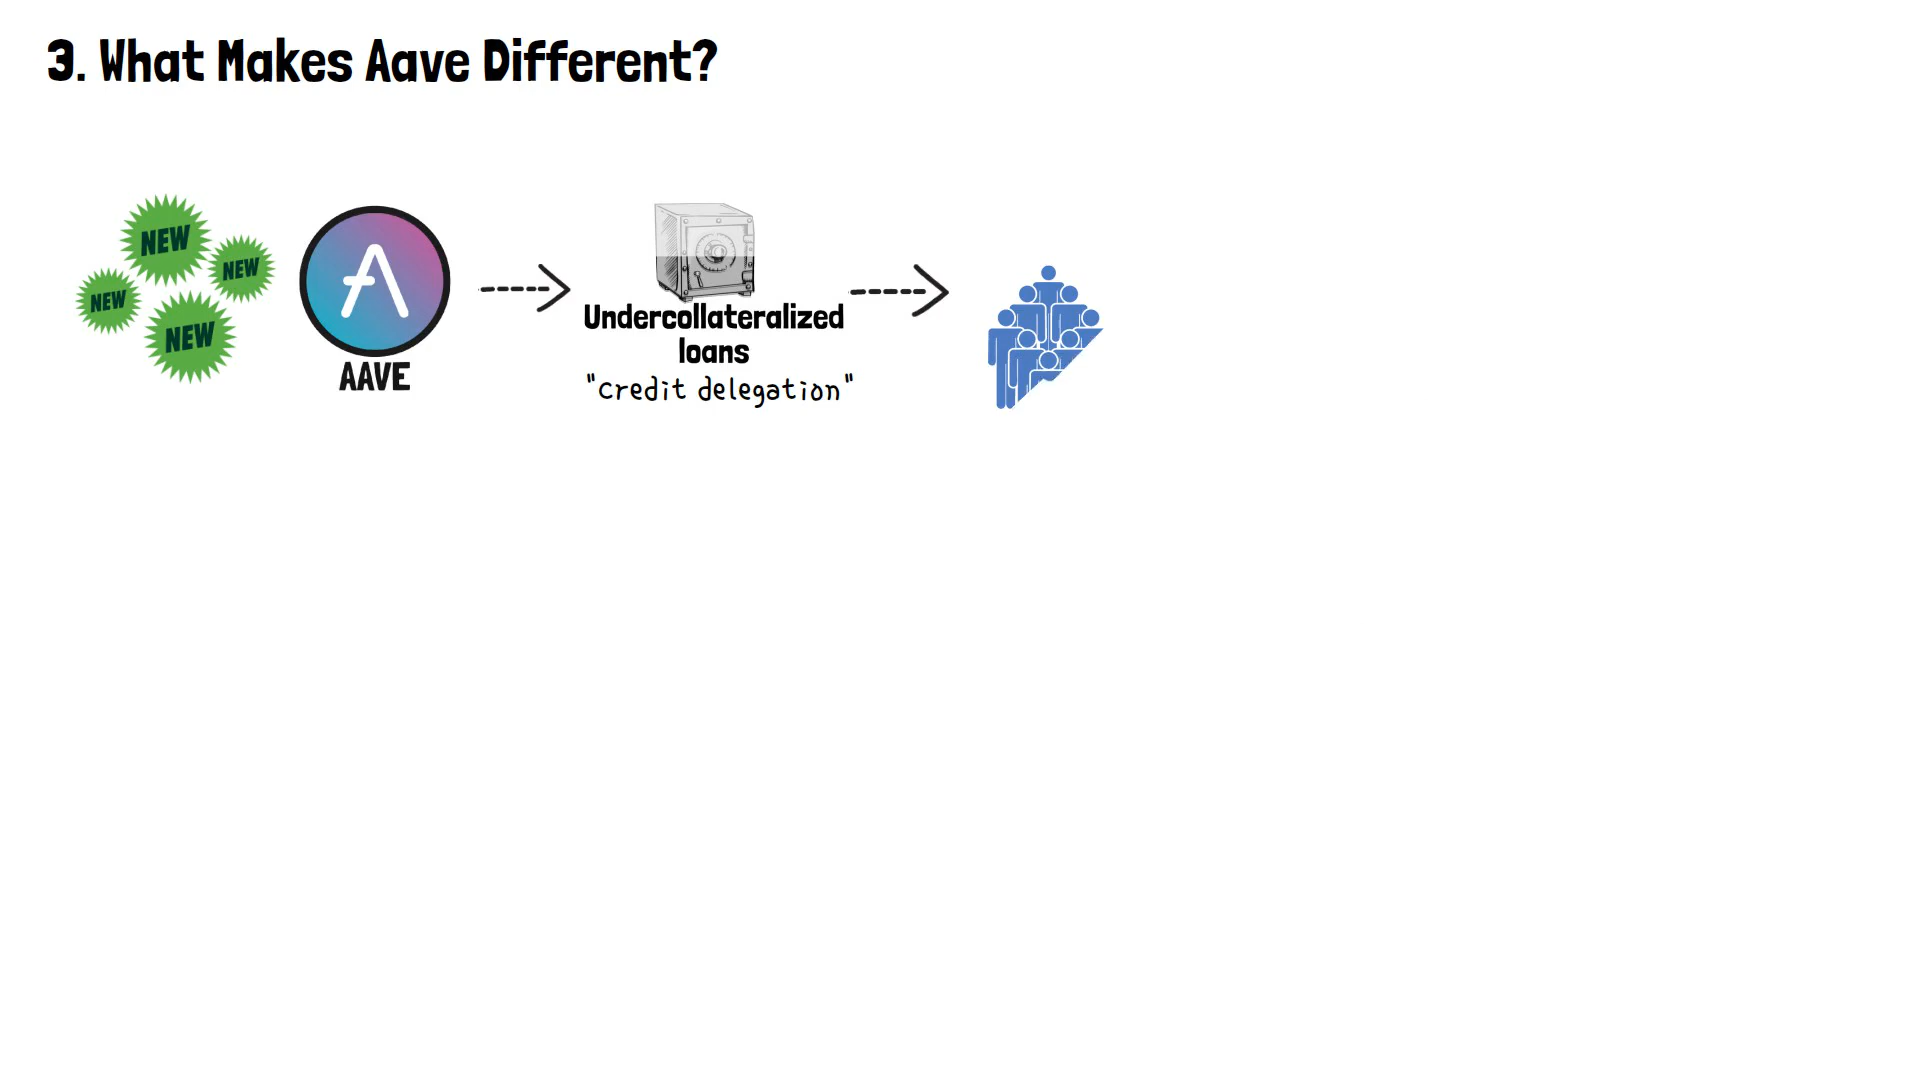 3. What Makes Aave Different?
NEW
NEW
NEW
NEW
AAVE
Undercollateralized
loans
"credit delegation"